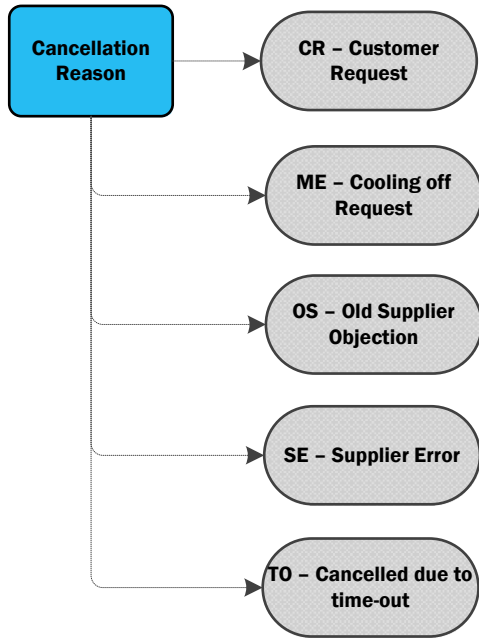 Cancellation
Reason
CR – Customer
Request
ME – Cooling off
Request
OS – Old Supplier
Objection
SE – Supplier Error
TO – Cancelled due to
time-out